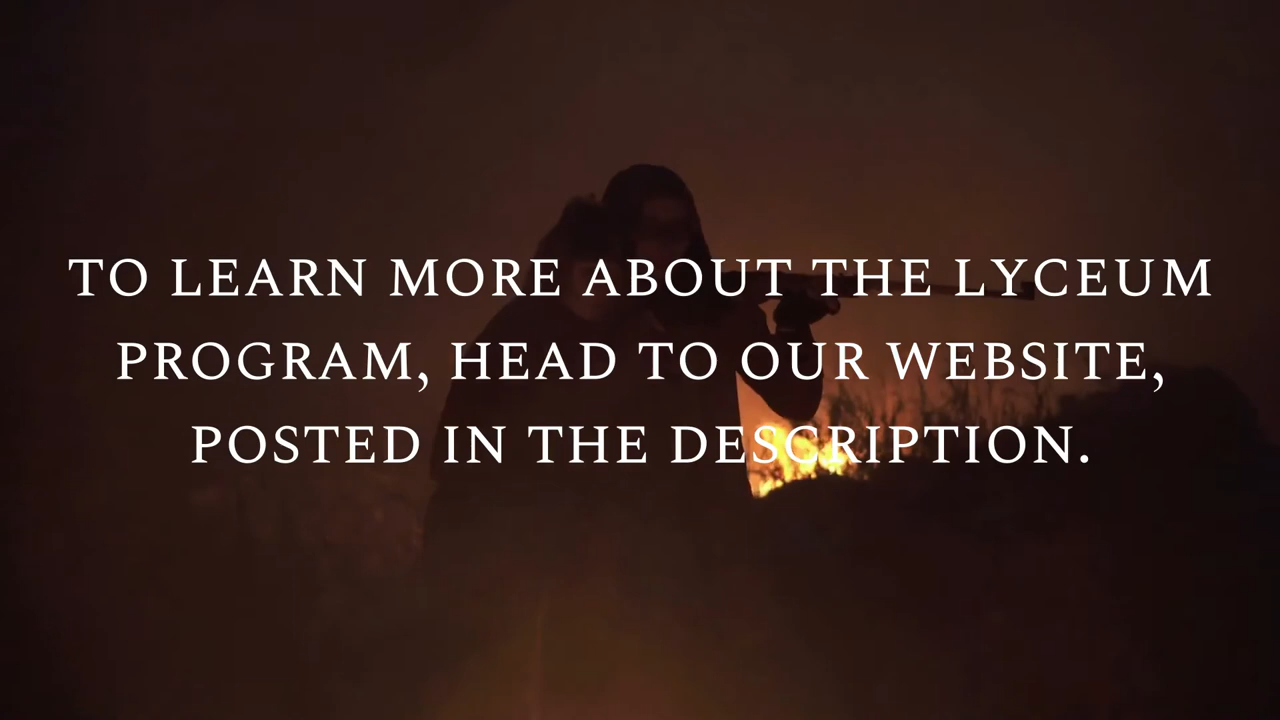 TO LEARN MORE ABOUT THE LYCEUM
PROGRAM, HEAD TO OUR WEBSITE,
POSTED IN THE DESCRIPTION.